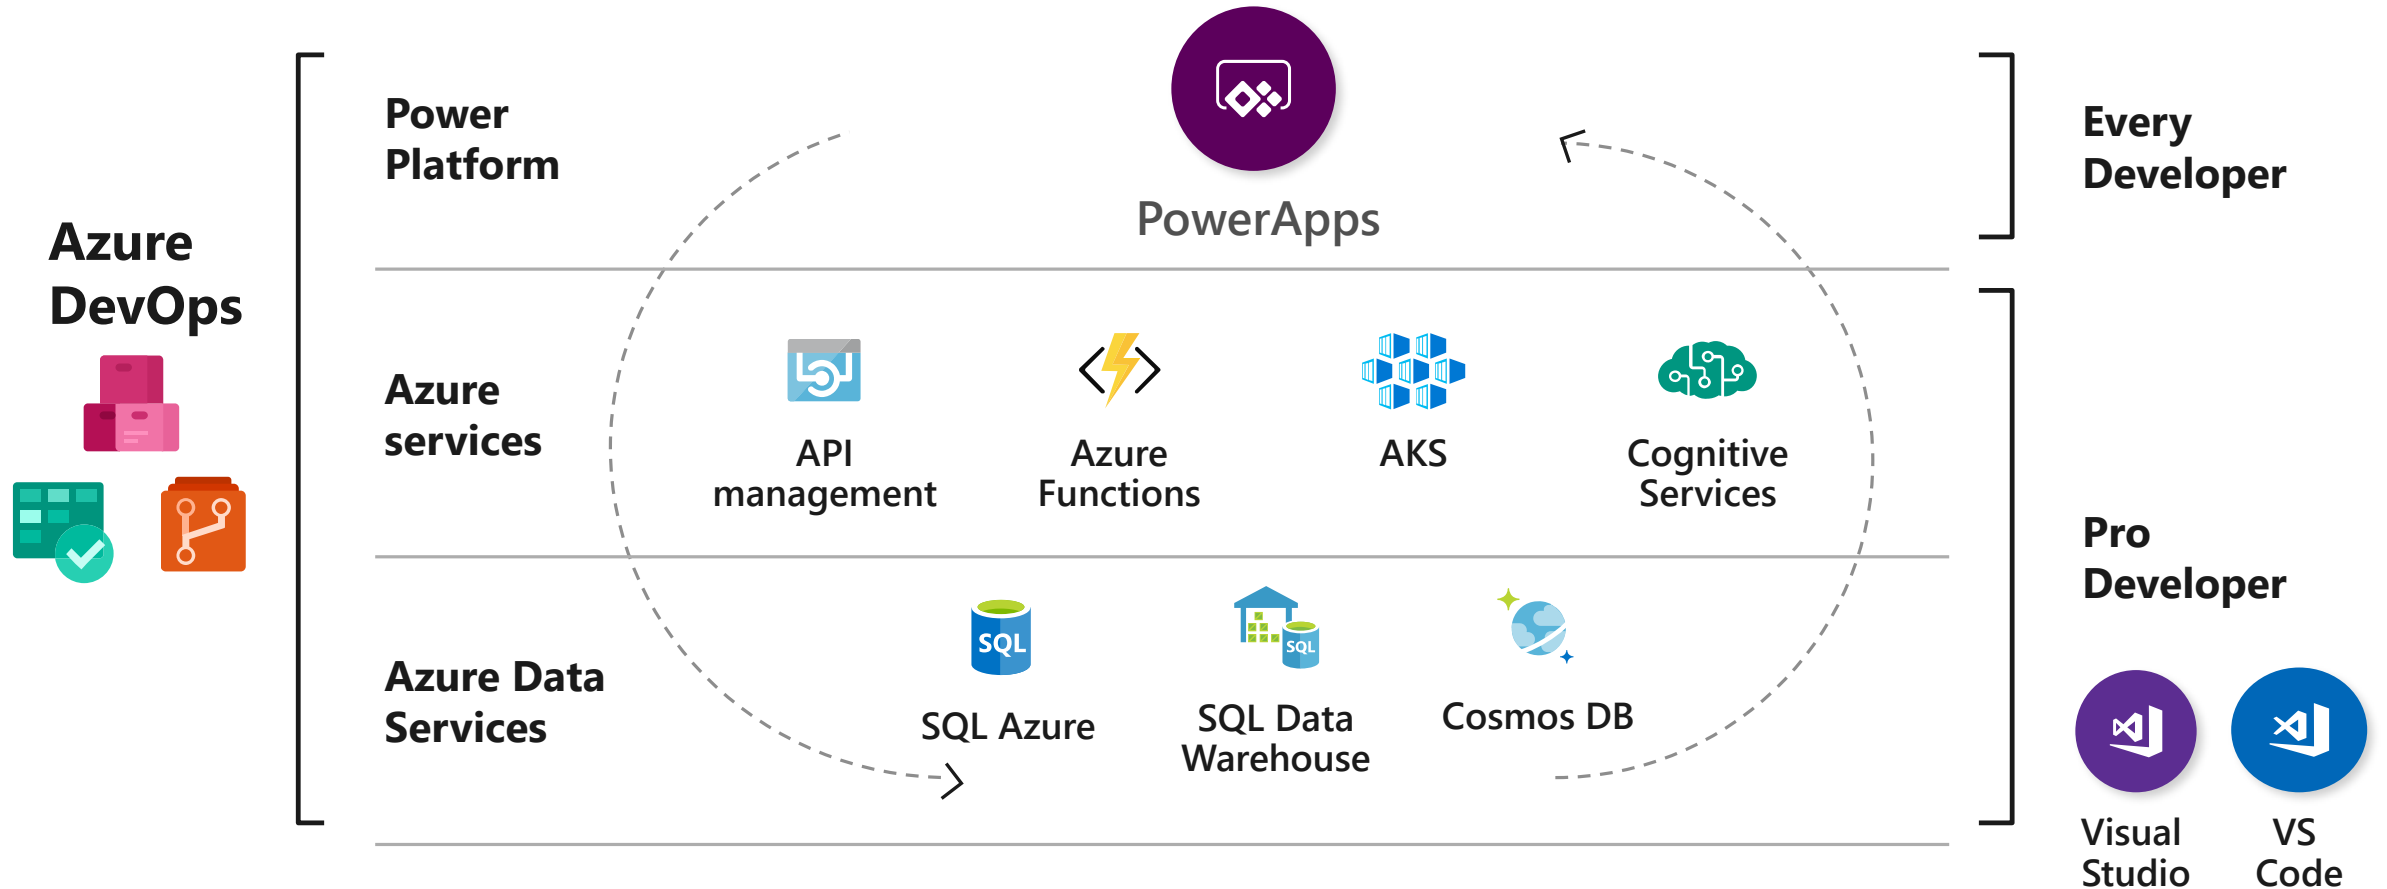 Azure
DevOps
Power
Platform
PowerApps
Every
Developer
Azure
services
API
management
Azure
Functions
AKS
Cognitive
Services
Pro
Developer
Azure Data
Services
SQL
SQL Azure
SQL
SQL Data
Warehouse
Cosmos DB
Visual
Studio
VS
Code